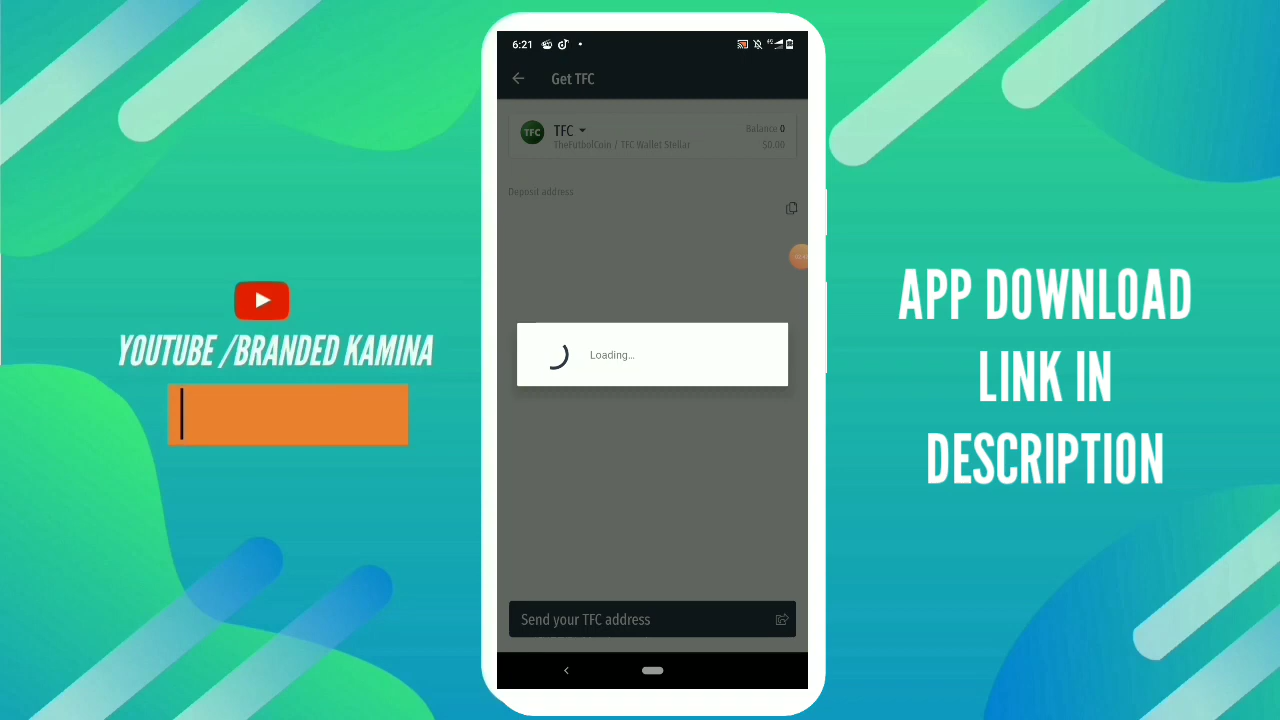 6:21
Get TFC
TFC
TFC
Balance 0
TheFutbolCoin / TFC Wallet Stellar
$0.00
Deposit address
Loading...
Send your TFC address
YOUTUBE /BRANDED KAMINA
APP DOWNLOAD
LINK IN
DESCRIPTION